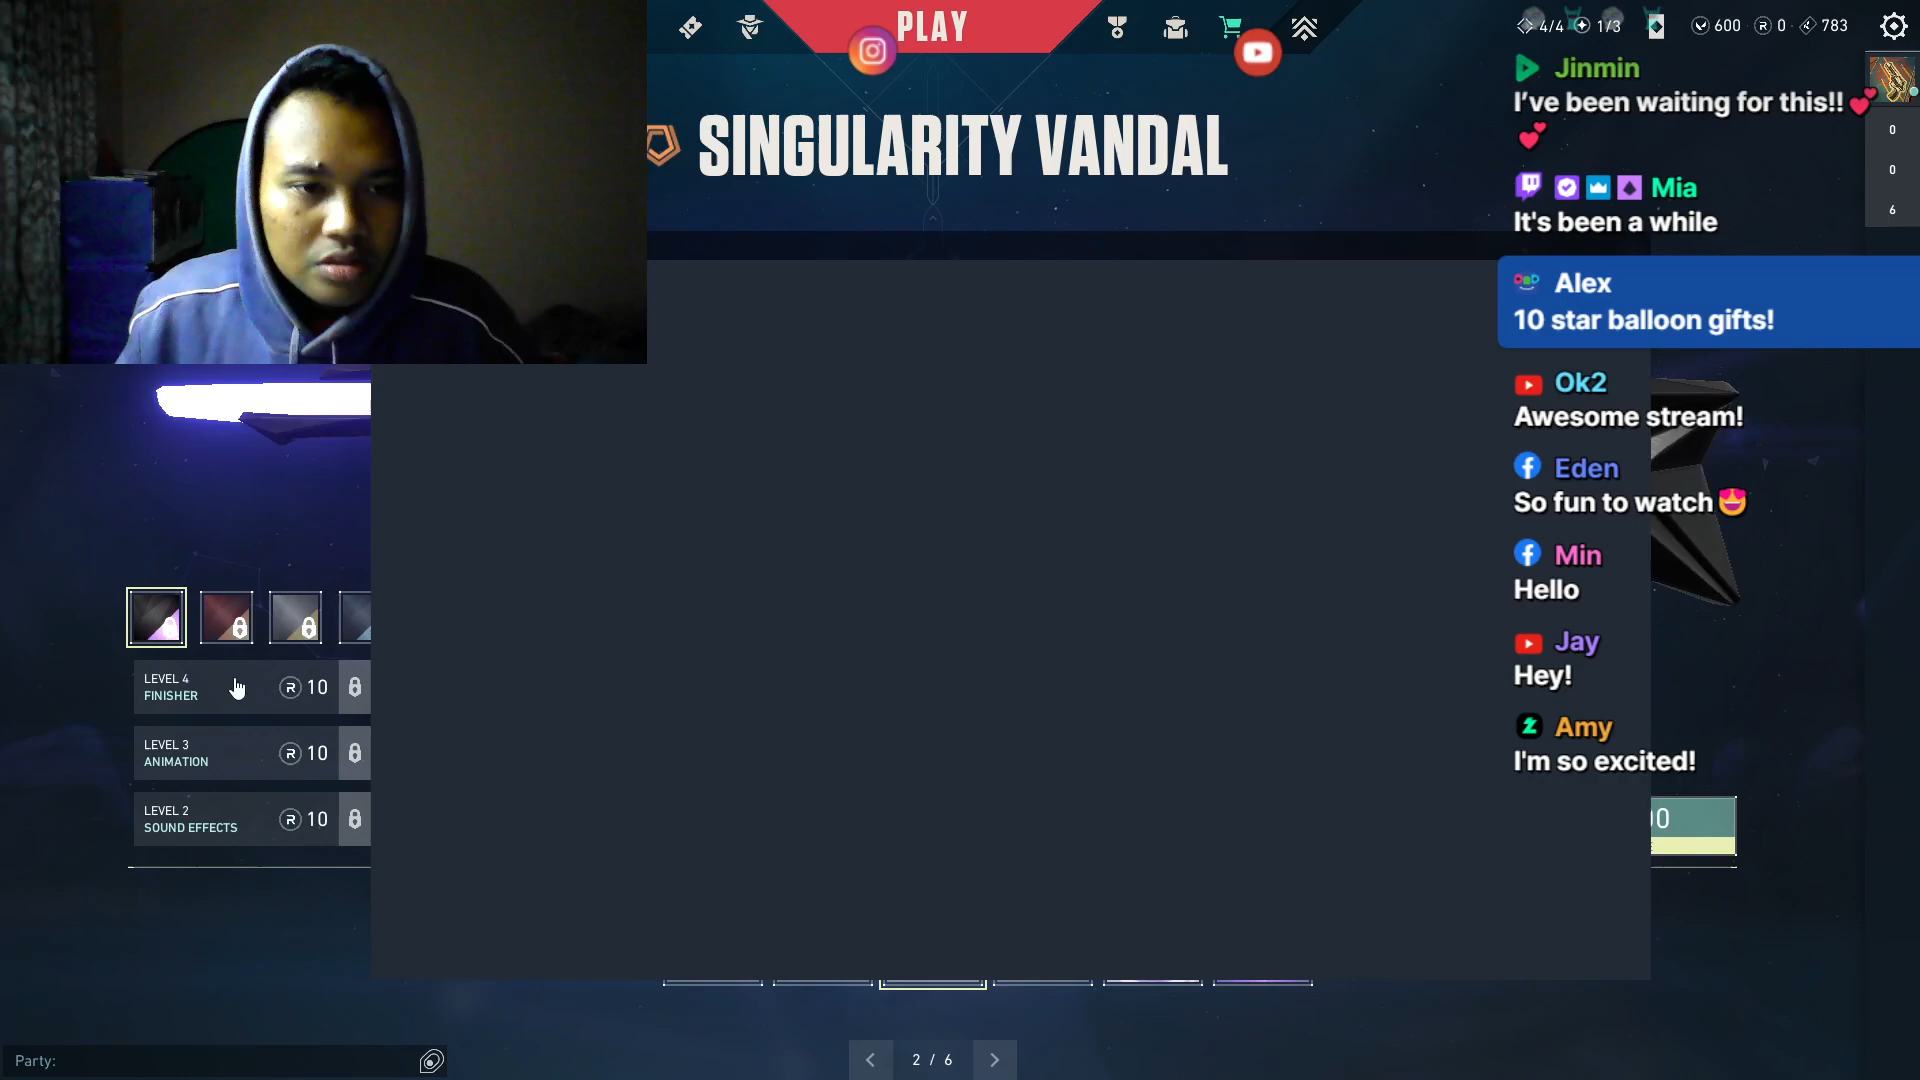 PLAY
4/4
1/3
600
R
0
783
SINGULARITY VANDAL
0
0
6
Jinmin
I've been waiting for this!! 💕
💕
Mia
It's been a while
Alex
10 star balloon gifts!
Ok2
Awesome stream!
Eden
So fun to watch😍
Min
Hello
Jay
Hey!
Amy
I'm so excited!
LEVEL 4
FINISHER
R 10
LEVEL 3
ANIMATION
R 10
LEVEL 2
SOUND EFFECTS
R 10
Party:
2 / 6